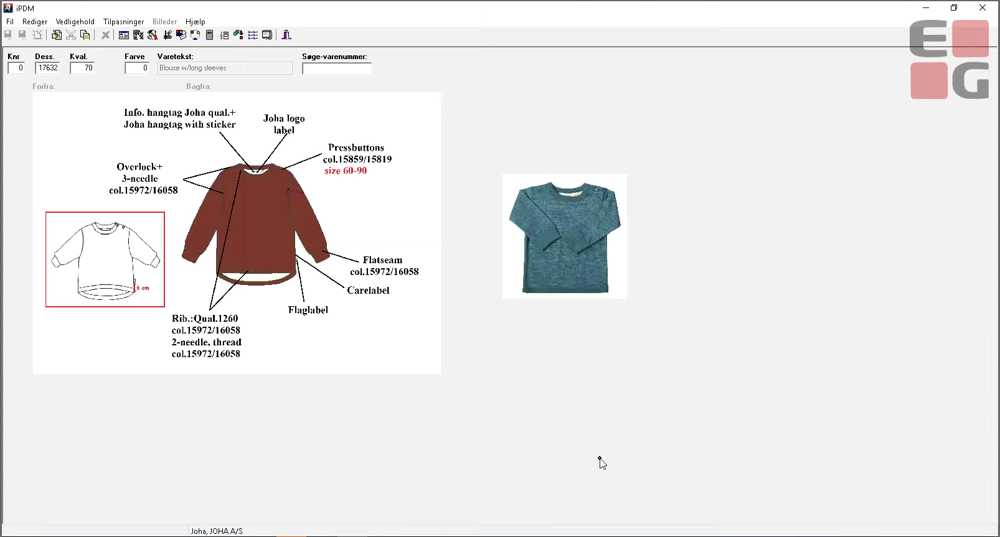 iPDM
Fil Rediger Vedligehold Tilpasninger Billeder Hjælp
Knr Dess. Kval. Farve Varetekst: Søge-varenummer:
0 17632 70 0 Blouse w/long sleeves
Forfra: Bagfra:
Info. hangtag Joha qual.+
Joha hangtag with sticker
Joha logo
label
Pressbuttons
col.15859/15819
size 60-90
Overlock+
3-needle
col.15972/16058
6 cm
Flatseam
col.15972/16058
Carelabel
Flaglabel
Rib.:Qual.1260
col.15972/16058
2-needle, thread
col.15972/16058
EG
Joha, JOHA A/S